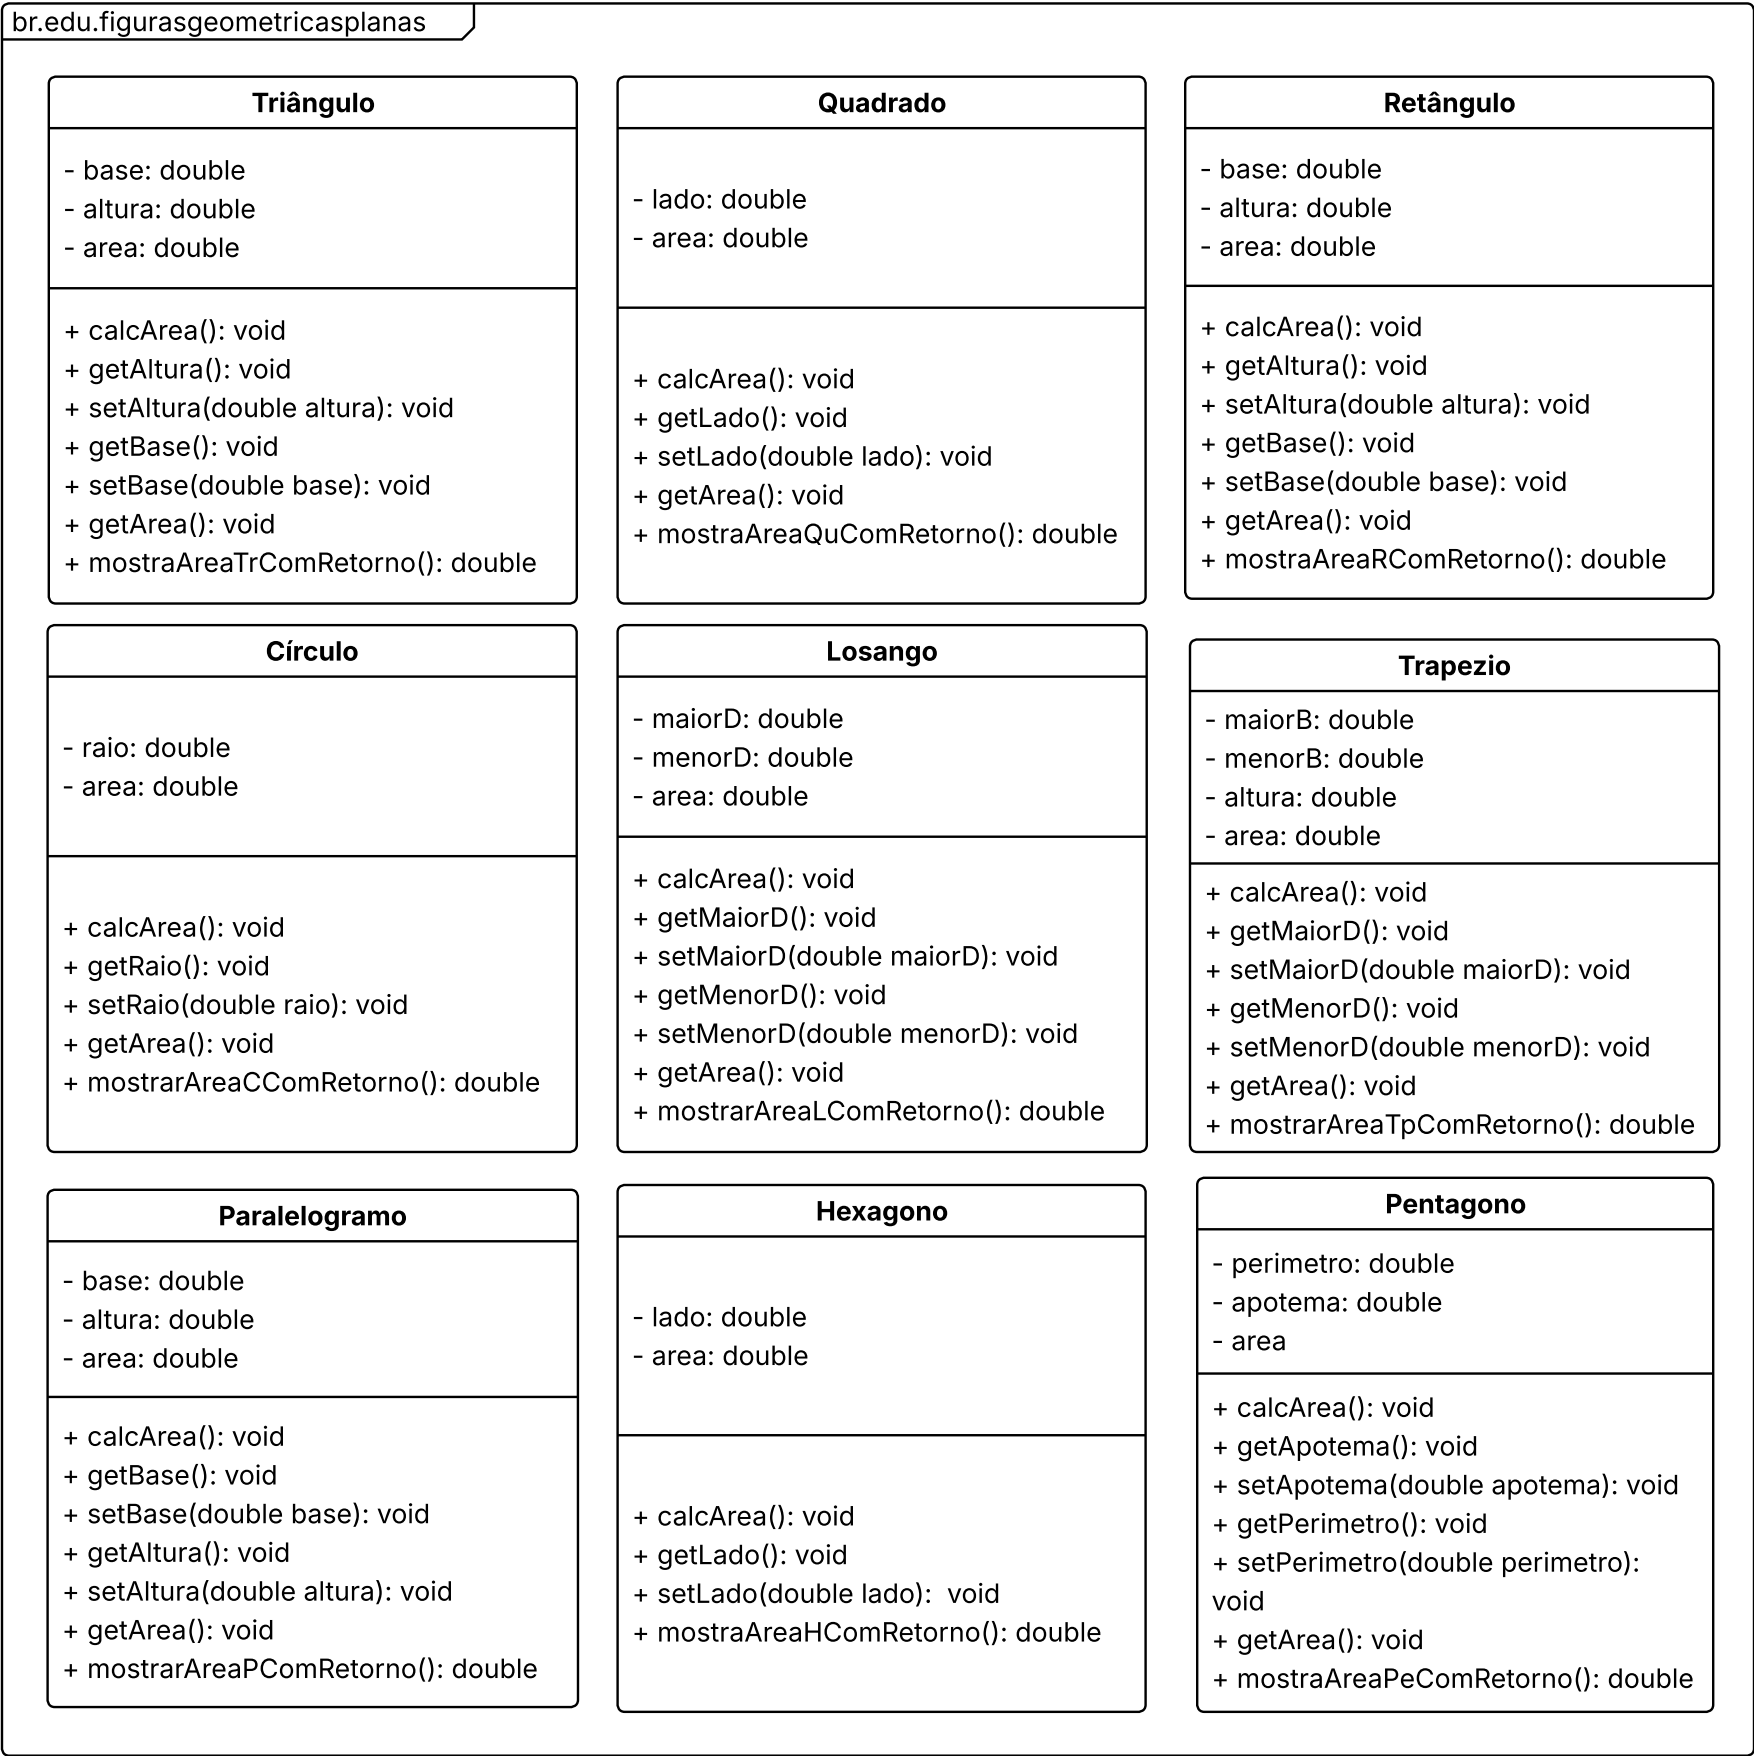 br.edu.figurasgeometricasplanas
Triângulo
- base: double
- altura: double
- area: double
+ calcArea(): void
+ getAltura(): void
+ setAltura(double altura): void
+ getBase(): void
+ setBase(double base): void
+ getArea(): void
+ mostraAreaTrComRetorno(): double
Quadrado
- lado: double
- area: double
+ calcArea(): void
+ getLado(): void
+ setLado(double lado): void
+ getArea(): void
+ mostraAreaQuComRetorno(): double
Retângulo
- base: double
- altura: double
- area: double
+ calcArea(): void
+ getAltura(): void
+ setAltura(double altura): void
+ getBase(): void
+ setBase(double base): void
+ getArea(): void
+ mostraAreaRComRetorno(): double
Círculo
- raio: double
- area: double
+ calcArea(): void
+ getRaio(): void
+ setRaio(double raio): void
+ getArea(): void
+ mostrarAreaCComRetorno(): double
Losango
- maiorD: double
- menorD: double
- area: double
+ calcArea(): void
+ getMaiorD(): void
+ setMaiorD(double maiorD): void
+ getMenorD(): void
+ setMenorD(double menorD): void
+ getArea(): void
+ mostrarAreaLComRetorno(): double
Trapezio
- maiorB: double
- menorB: double
- altura: double
- area: double
+ calcArea(): void
+ getMaiorD(): void
+ setMaiorD(double maiorD): void
+ getMenorD(): void
+ setMenorD(double menorD): void
+ getArea(): void
+ mostrarAreaTpComRetorno(): double
Paralelogramo
- base: double
- altura: double
- area: double
+ calcArea(): void
+ getBase(): void
+ setBase(double base): void
+ getAltura(): void
+ setAltura(double altura): void
+ getArea(): void
+ mostrarAreaPComRetorno(): double
Hexagono
- lado: double
- area: double
+ calcArea(): void
+ getLado(): void
+ setLado(double lado):  void
+ mostraAreaHComRetorno(): double
Pentagono
- perimetro: double
- apotema: double
- area
+ calcArea(): void
+ getApotema(): void
+ setApotema(double apotema): void
+ getPerimetro(): void
+ setPerimetro(double perimetro):
void
+ getArea(): void
+ mostraAreaPeComRetorno(): double